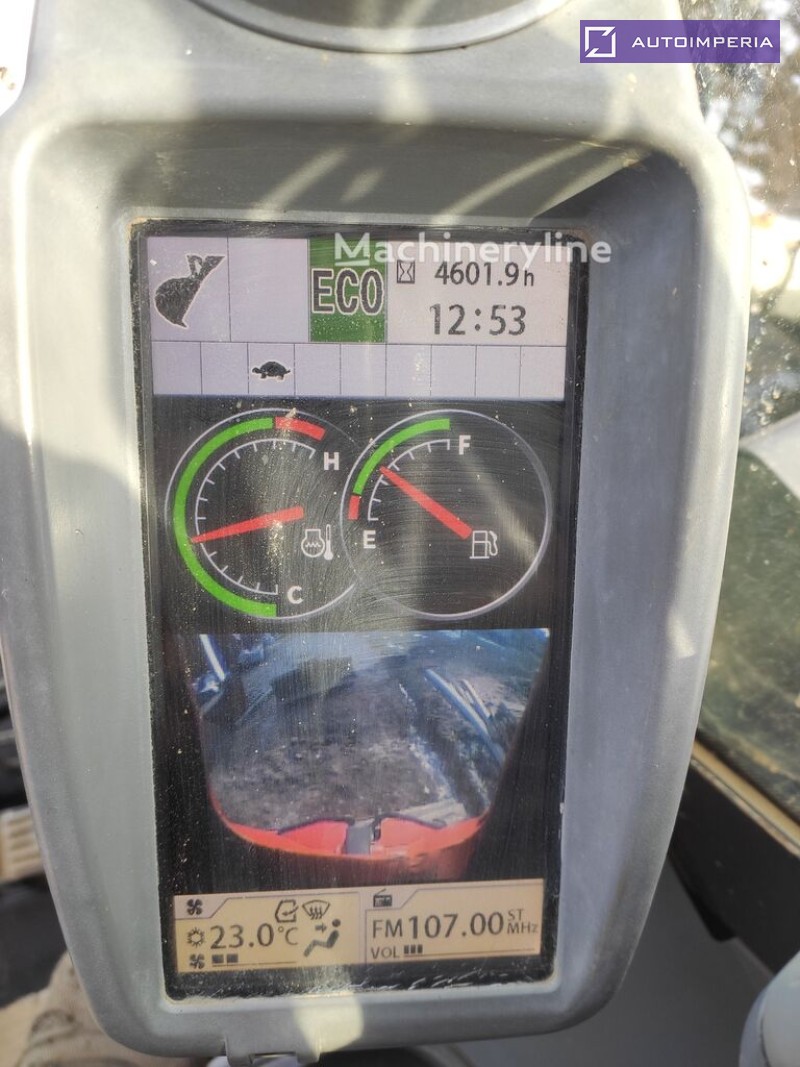 AUTOIMPERIA
Machineryline
ECO
4601.9h
12:53
H
F
E
C
23.0°C
FM107.00 ST MHz
VOL